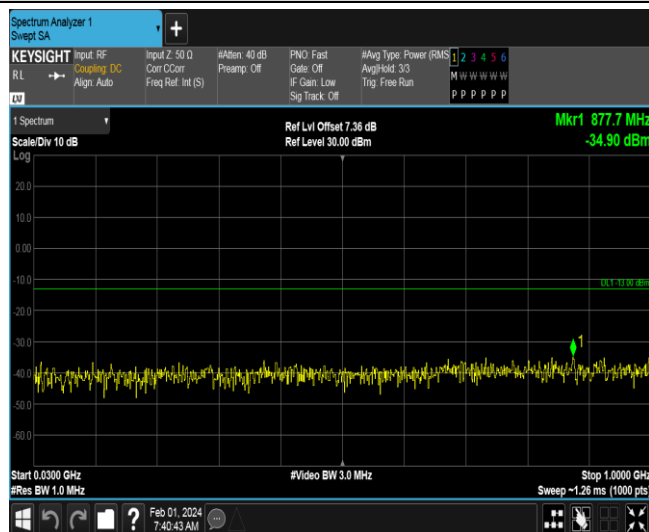 Spectrum Analyzer 1
Swept SA
+
KEYSIGHT
RL
LXI
Input: RF
Coupling: DC
Align: Auto
Input Z: 50 Ω
Corr CCorr
Freq Ref: Int (S)
#Atten: 40 dB
Preamp: Off
PNO: Fast
Gate: Off
IF Gain: Low
Sig Track: Off
#Avg Type: Power (RMS
Avg|Hold: 3/3
Trig: Free Run
1 2 3 4 5 6
M W W W W W
P P P P P P
1 Spectrum
Scale/Div 10 dB
Log
Ref Lvl Offset 7.36 dB
Ref Level 30.00 dBm
Mkr1 877.7 MHz
-34.90 dBm
20.0
10.0
0.00
-10.0
DL1 -13.00 dBm
-30.0
1
-40.0
-50.0
-60.0
Start 0.0300 GHz
#Video BW 3.0 MHz
Stop 1.0000 GHz
#Res BW 1.0 MHz
Sweep ~1.26 ms (1000 pts)
?
Feb 01, 2024
7:40:43 AM